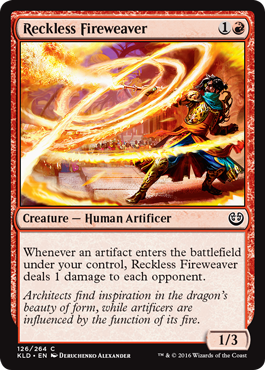 Reckless Fireweaver 1
Creature — Human Artificer
Whenever an artifact enters the battlefield
under your control, Reckless Fireweaver
deals 1 damage to each opponent.
Architects find inspiration in the dragon's
beauty of form, while artificers are
influenced by the function of its fire.
1/3
126/264 C
KLD • EN Deruchenko Alexander
™ & © 2016 Wizards of the Coast